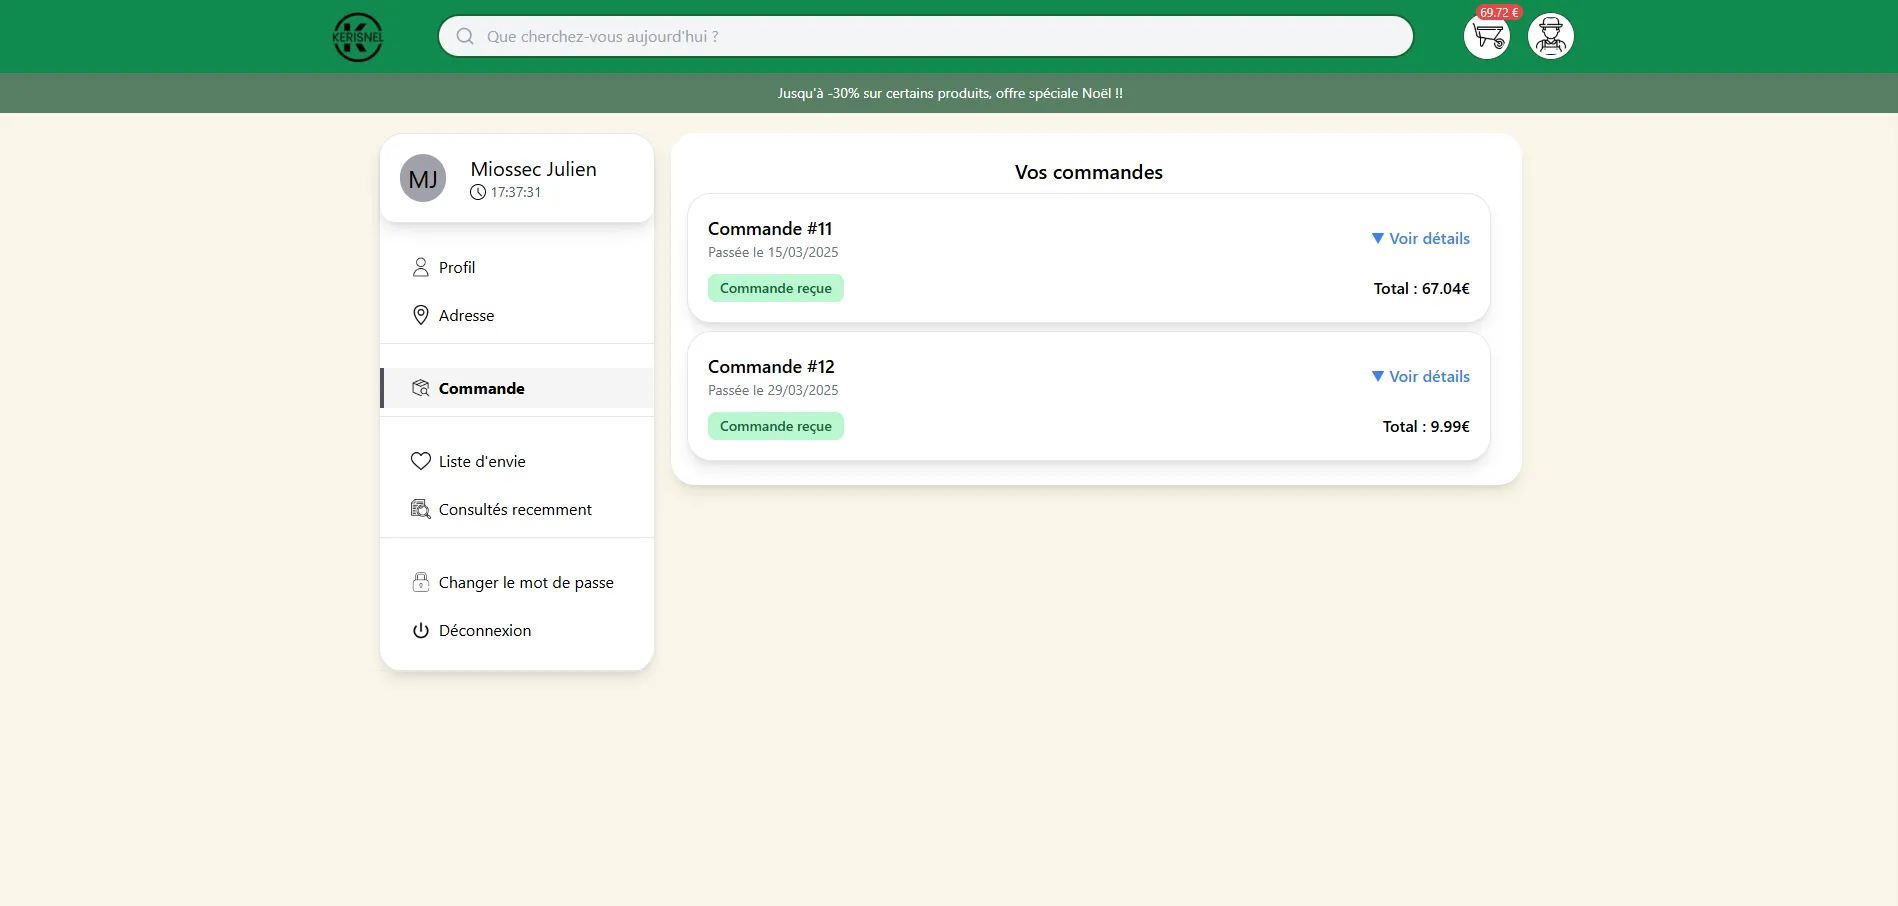 KERISNEL
Que cherchez-vous aujourd'hui ?
69.72 €
Jusqu'à -30% sur certains produits, offre spéciale Noël !!
MJ
Miossec Julien
17:37:31
Profil
Adresse
Commande
Liste d'envie
Consultés recemment
Changer le mot de passe
Déconnexion
Vos commandes
Commande #11
Passée le 15/03/2025
▼ Voir détails
Commande reçue
Total : 67.04€
Commande #12
Passée le 29/03/2025
▼ Voir détails
Commande reçue
Total : 9.99€